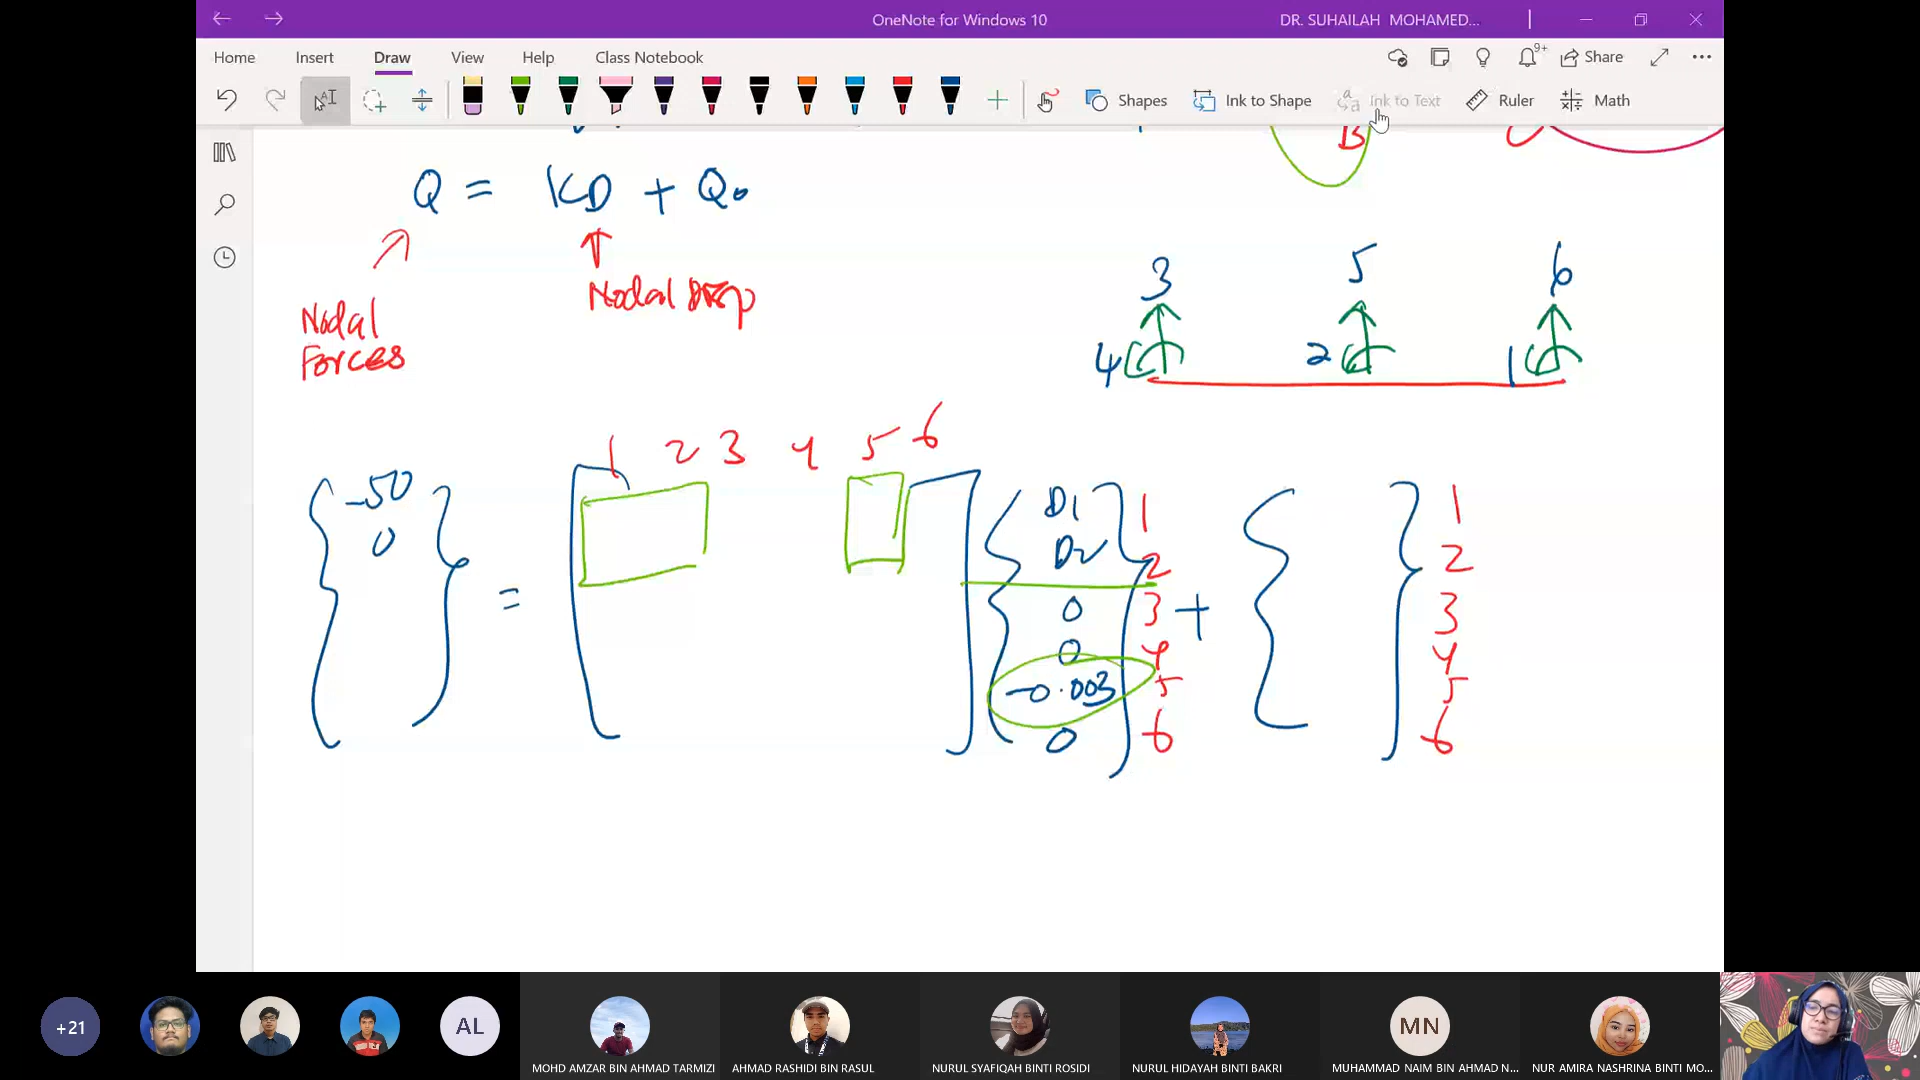 OneNote for Windows 10
DR. SUHAILAH MOHAMED...
Home Insert Draw View Help Class Notebook
9+
Share
Shapes
Ink to Shape
Ink to Text
Ruler
Math
B
Q = KD + Q₀
Nodal Forces
Nodal Disp
3 5 6
4 2 1
1 2 3 4 5 6
-50
0
=
D1
D2
0
0
-0.003
0
1
2
3
4
5
6
+
1
2
3
4
5
6
+21
AL
MOHD AMZAR BIN AHMAD TARMIZI
AHMAD RASHIDI BIN RASUL
NURUL SYAFIQAH BINTI ROSIDI
NURUL HIDAYAH BINTI BAKRI
MN
MUHAMMAD NAIM BIN AHMAD N...
NUR AMIRA NASHRINA BINTI MO...